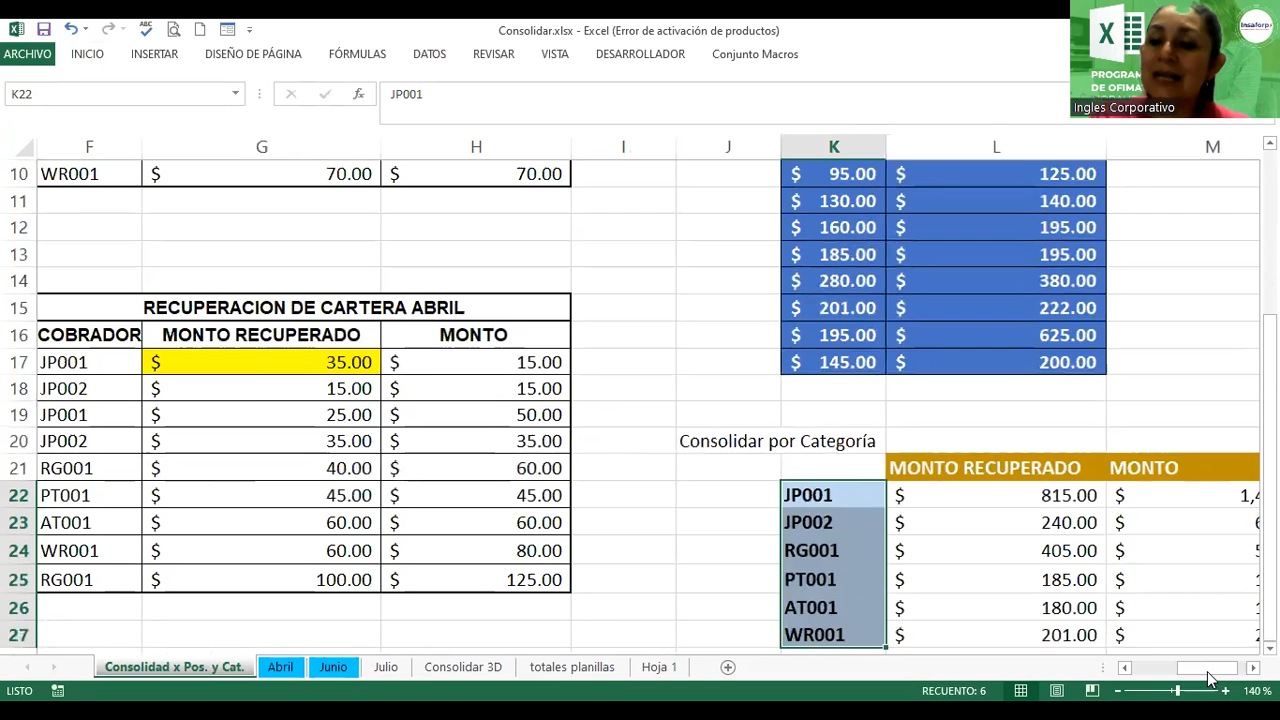 Consolidar.xlsx - Excel (Error de activación de productos)
ARCHIVO INICIO INSERTAR DISEÑO DE PÁGINA FÓRMULAS DATOS REVISAR VISTA DESARROLLADOR Conjunto Macros
PROGRAM
DE OFIMA
Insaforp
Ingles Corporativo
K22 fx JP001
F G H I J K L M
10 WR001 $ 70.00 $ 70.00 $ 95.00 $ 125.00
11 $ 130.00 $ 140.00
12 $ 160.00 $ 195.00
13 $ 185.00 $ 195.00
14 $ 280.00 $ 380.00
15 RECUPERACION DE CARTERA ABRIL $ 201.00 $ 222.00
16 COBRADOR MONTO RECUPERADO MONTO $ 195.00 $ 625.00
17 JP001 $ 35.00 $ 15.00 $ 145.00 $ 200.00
18 JP002 $ 15.00 $ 15.00
19 JP001 $ 25.00 $ 50.00
20 JP002 $ 35.00 $ 35.00 Consolidar por Categoría
21 RG001 $ 40.00 $ 60.00 MONTO RECUPERADO MONTO
22 PT001 $ 45.00 $ 45.00 JP001 $ 815.00 $ 1,4
23 AT001 $ 60.00 $ 60.00 JP002 $ 240.00 $
24 WR001 $ 60.00 $ 80.00 RG001 $ 405.00 $
25 RG001 $ 100.00 $ 125.00 PT001 $ 185.00 $ 1
26 AT001 $ 180.00 $ 1
27 WR001 $ 201.00 $ 2
Consolidad x Pos. y Cat. Abril Junio Julio Consolidar 3D totales planillas Hoja 1
LISTO RECUENTO: 6 140 %